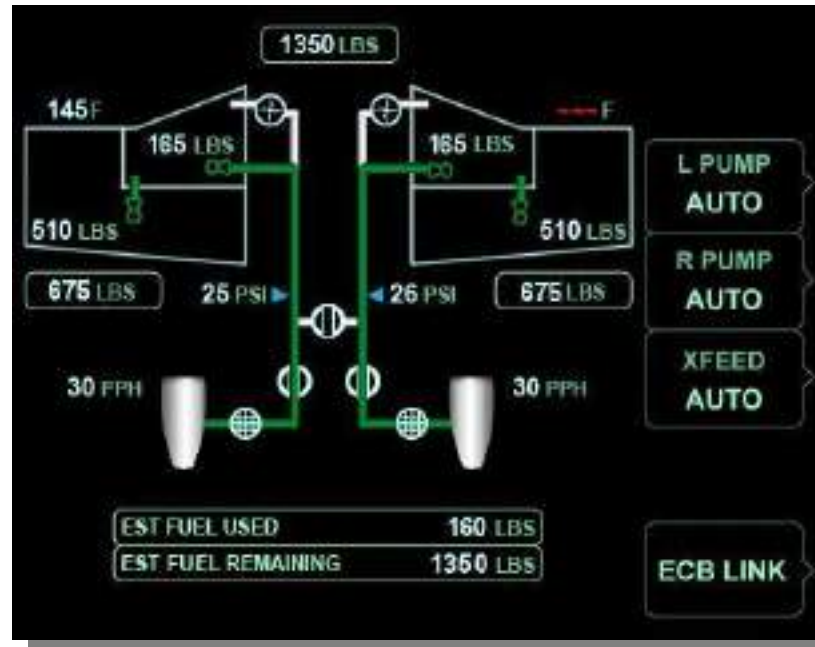 1350 LBS
145F
--- F
165 LBS
165 LBS
510 LBS
510 LBS
675 LBS
25 PSI
26 PSI
675 LBS
30 PPH
30 PPH
EST FUEL USED 160 LBS
EST FUEL REMAINING 1350 LBS
L PUMP
AUTO
R PUMP
AUTO
XFEED
AUTO
ECB LINK